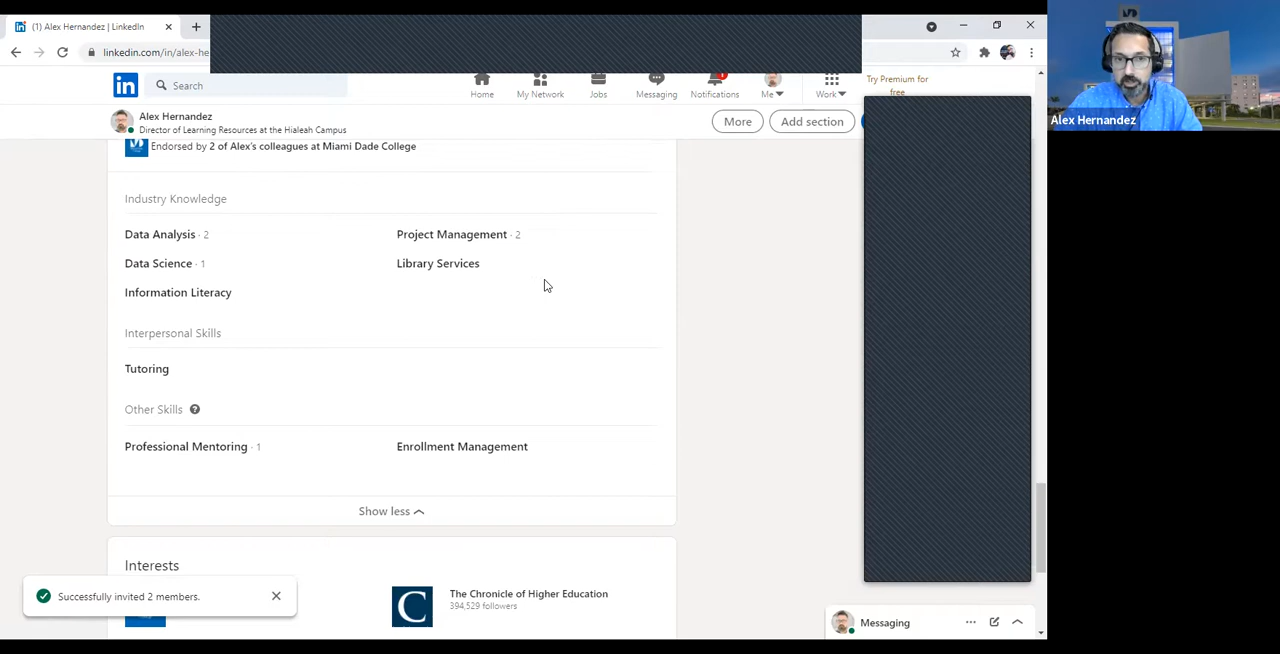 (1) Alex Hernandez | LinkedIn
linkedin.com/in/alex-he
Search
Home
My Network
Jobs
Messaging
Notifications
Me
Work
Try Premium for
free
Alex Hernandez
Director of Learning Resources at the Hialeah Campus
More
Add section
Endorsed by 2 of Alex's colleagues at Miami Dade College
Industry Knowledge
Data Analysis · 2
Project Management · 2
Data Science · 1
Library Services
Information Literacy
Interpersonal Skills
Tutoring
Other Skills
Professional Mentoring · 1
Enrollment Management
Show less
Interests
The Chronicle of Higher Education
394,529 followers
Successfully invited 2 members.
Messaging
Alex Hernandez